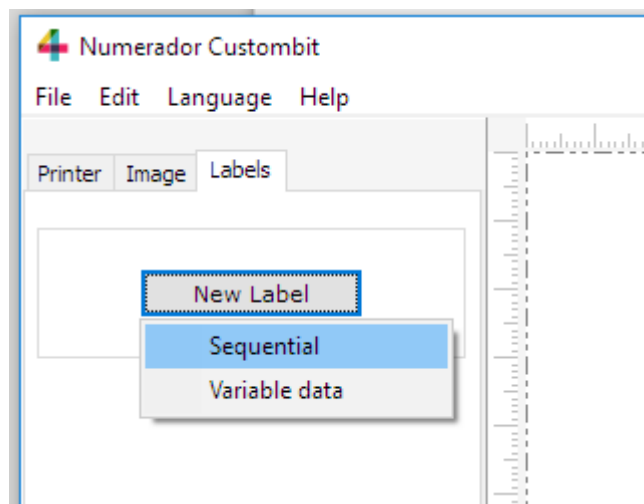 Numerador Custombit
File Edit Language Help
Printer Image Labels
New Label
Sequential
Variable data